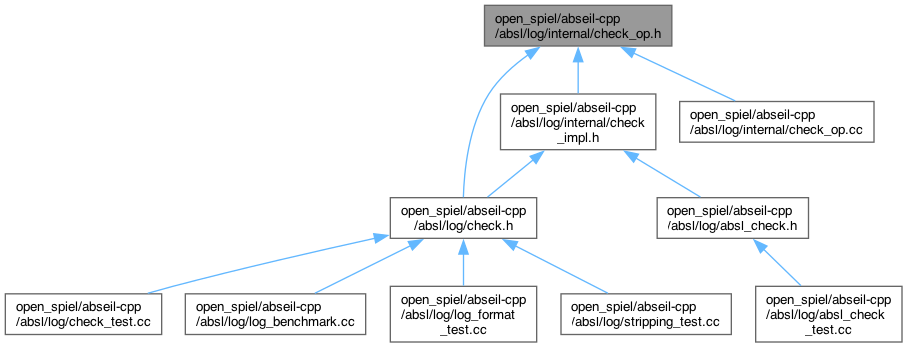 open_spiel/abseil-cpp
/absl/log/internal/check_op.h
open_spiel/abseil-cpp
/absl/log/internal/check
_impl.h
open_spiel/abseil-cpp
/absl/log/internal/check_op.cc
open_spiel/abseil-cpp
/absl/log/check.h
open_spiel/abseil-cpp
/absl/log/absl_check.h
open_spiel/abseil-cpp
/absl/log/check_test.cc
open_spiel/abseil-cpp
/absl/log/log_benchmark.cc
open_spiel/abseil-cpp
/absl/log/log_format
_test.cc
open_spiel/abseil-cpp
/absl/log/stripping_test.cc
open_spiel/abseil-cpp
/absl/log/absl_check
_test.cc